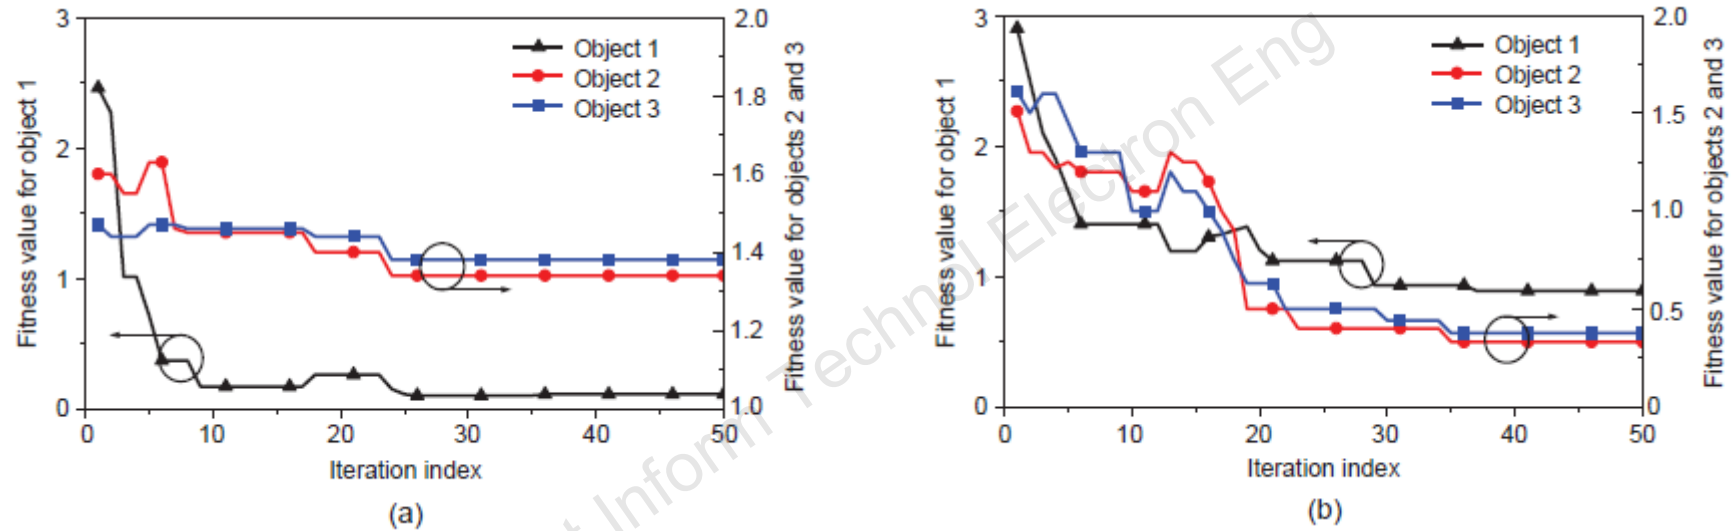 3
2
1
0
Fitness value for object 1
Object 1
Object 2
Object 3
2.0
1.8
1.6
1.4
1.2
1.0
Fitness value for objects 2 and 3
0 10 20 30 40 50
Iteration index
(a)
3
2
1
0
Fitness value for object 1
Object 1
Object 2
Object 3
2.0
1.5
1.0
0.5
0
Fitness value for objects 2 and 3
0 10 20 30 40 50
Iteration index
(b)
Inform Technol Electron Eng